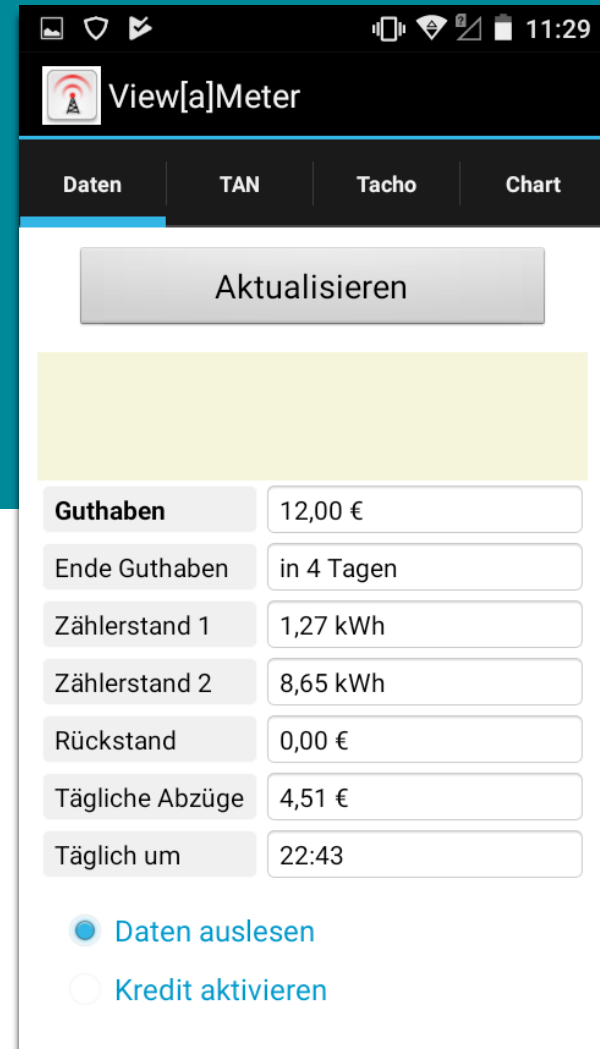 11:29
View[a]Meter
Daten TAN Tacho Chart
Aktualisieren
Guthaben 12,00 €
Ende Guthaben in 4 Tagen
Zählerstand 1 1,27 kWh
Zählerstand 2 8,65 kWh
Rückstand 0,00 €
Tägliche Abzüge 4,51 €
Täglich um 22:43
Daten auslesen
Kredit aktivieren